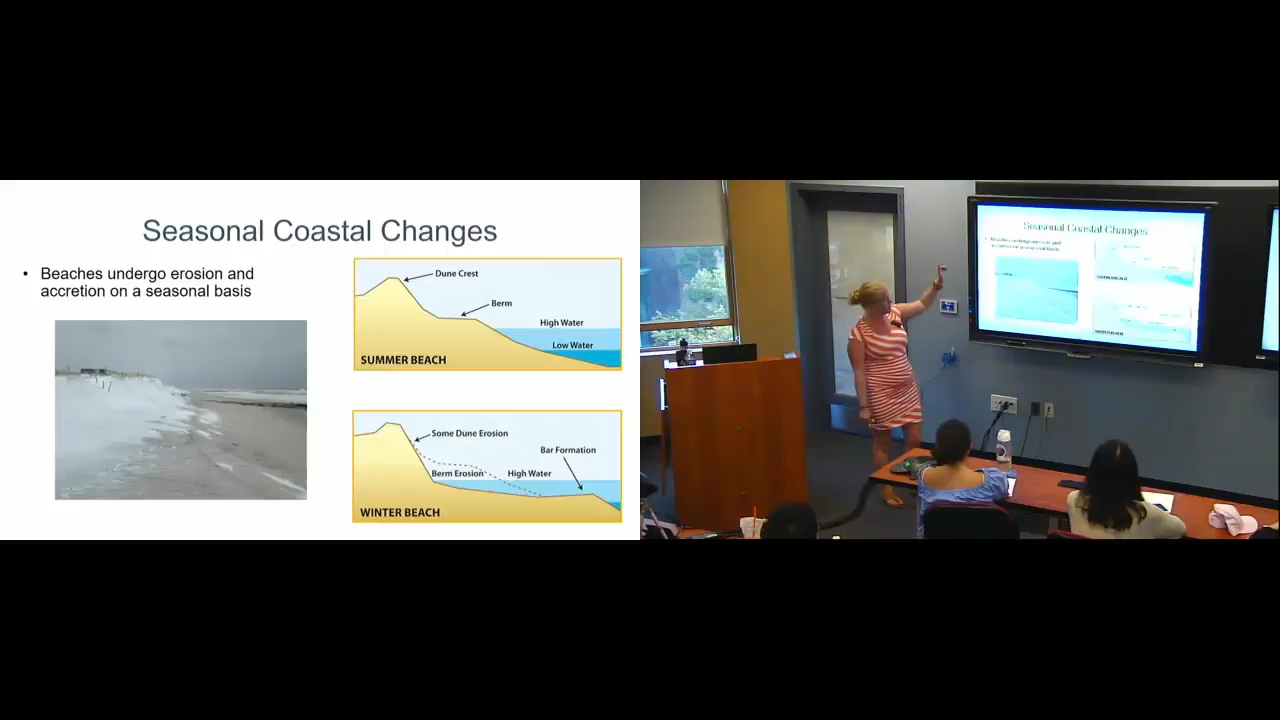 Seasonal Coastal Changes
• Beaches undergo erosion and
accretion on a seasonal basis
Dune Crest
Berm
High Water
Low Water
SUMMER BEACH
Some Dune Erosion
Bar Formation
Berm Erosion
High Water
WINTER BEACH
Seasonal Coastal Changes